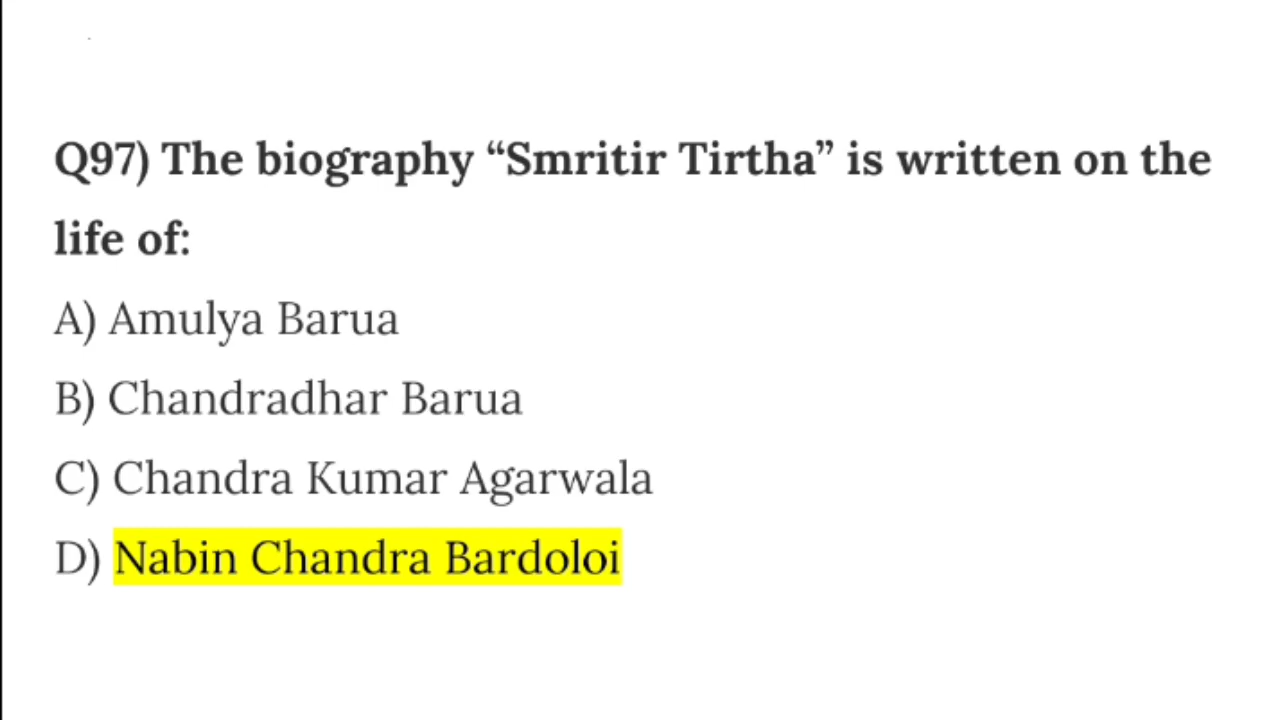 Q97) The biography “Smritir Tirtha” is written on the
life of:
A) Amulya Barua
B) Chandradhar Barua
C) Chandra Kumar Agarwala
D) Nabin Chandra Bardoloi